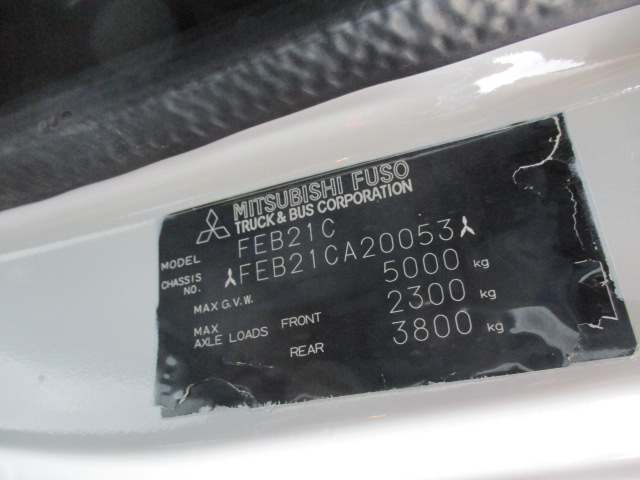 MITSUBISHI FUSO
TRUCK & BUS CORPORATION
MODEL FEB21C
CHASSIS NO. FEB21CA20053
MAX G.V.W. 5000 kg
MAX AXLE LOADS FRONT 2300 kg
REAR 3800 kg